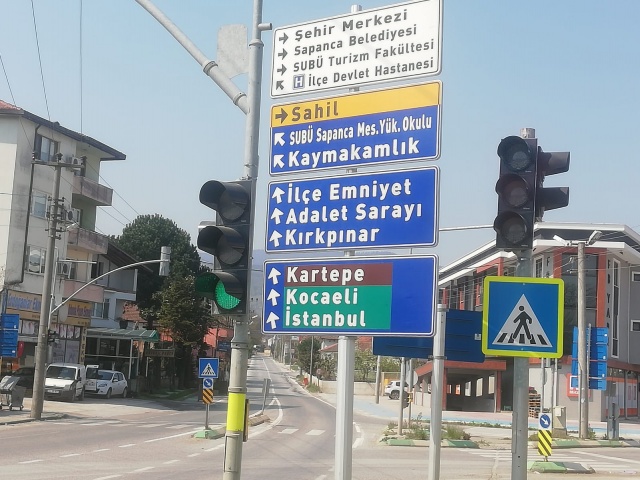 Şehir Merkezi
Sapanca Belediyesi
SUBÜ Turizm Fakültesi
H İlçe Devlet Hastanesi
Sahil
SUBÜ Sapanca Mes.Yük. Okulu
Kaymakamlık
İlçe Emniyet
Adalet Sarayı
Kırkpınar
Kartepe
Kocaeli
İstanbul